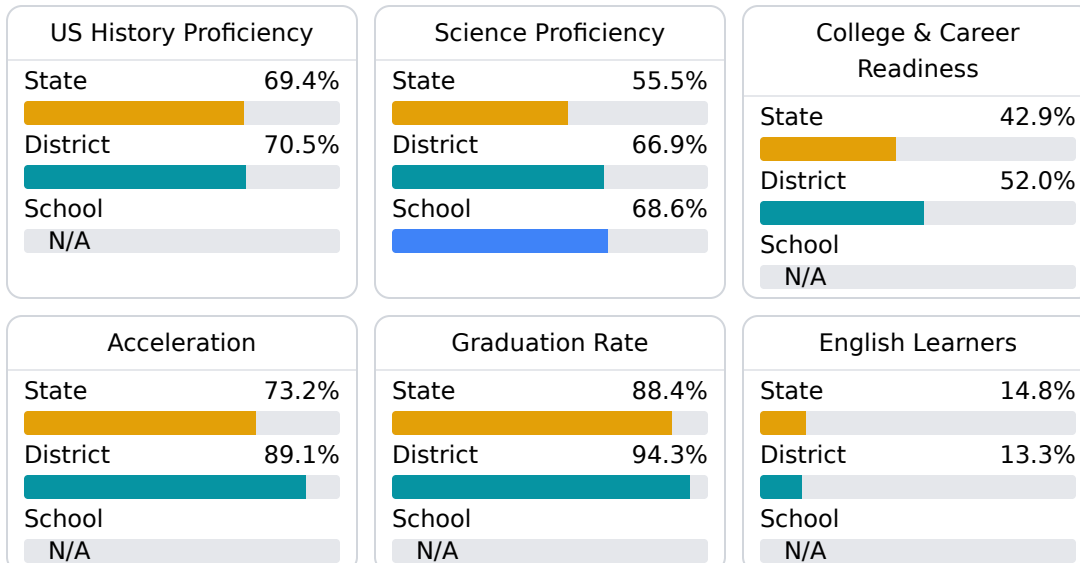 US History Proficiency
State 69.4%
District 70.5%
School
N/A
Science Proficiency
State 55.5%
District 66.9%
School 68.6%
College & Career
Readiness
State 42.9%
District 52.0%
School
N/A
Acceleration
State 73.2%
District 89.1%
School
N/A
Graduation Rate
State 88.4%
District 94.3%
School
N/A
English Learners
State 14.8%
District 13.3%
School
N/A